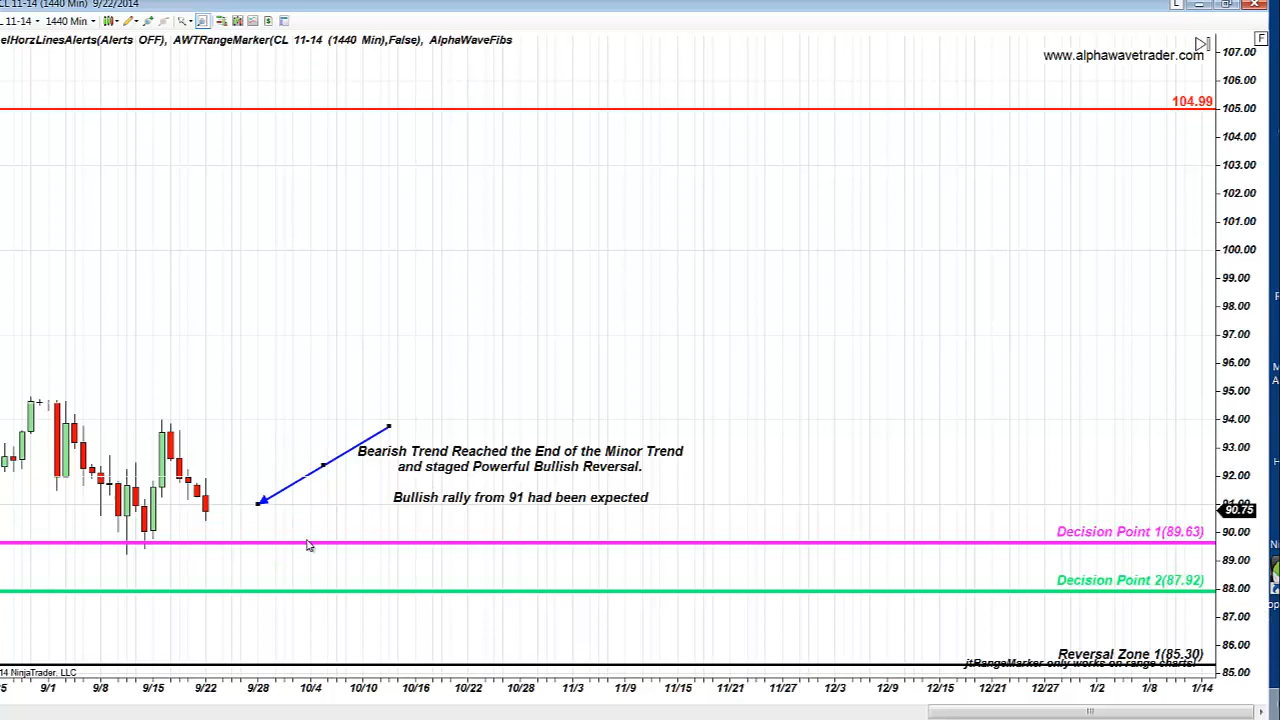 CL 11-14 (1440 Min) 9/22/2014
L
11-14
1440 Min
elHorzLinesAlerts(Alerts OFF), AWTRangeMarker(CL 11-14 (1440 Min),False), AlphaWaveFibs
F
www.alphawavetrader.com
107.00
106.00
104.99
105.00
104.00
103.00
102.00
101.00
100.00
99.00
98.00
97.00
96.00
95.00
94.00
93.00
92.00
91.00
90.75
90.00
89.00
88.00
87.00
86.00
85.00
Bearish Trend Reached the End of the Minor Trend
and staged Powerful Bullish Reversal.
Bullish rally from 91 had been expected
Decision Point 1(89.63)
Decision Point 2(87.92)
Reversal Zone 1(85.30)
jtRangeMarker only works on range charts!
14 NinjaTrader, LLC
5 9/1 9/8 9/15 9/22 9/28 10/4 10/10 10/16 10/22 10/28 11/3 11/9 11/15 11/21 11/27 12/3 12/9 12/15 12/21 12/27 1/2 1/8 1/14